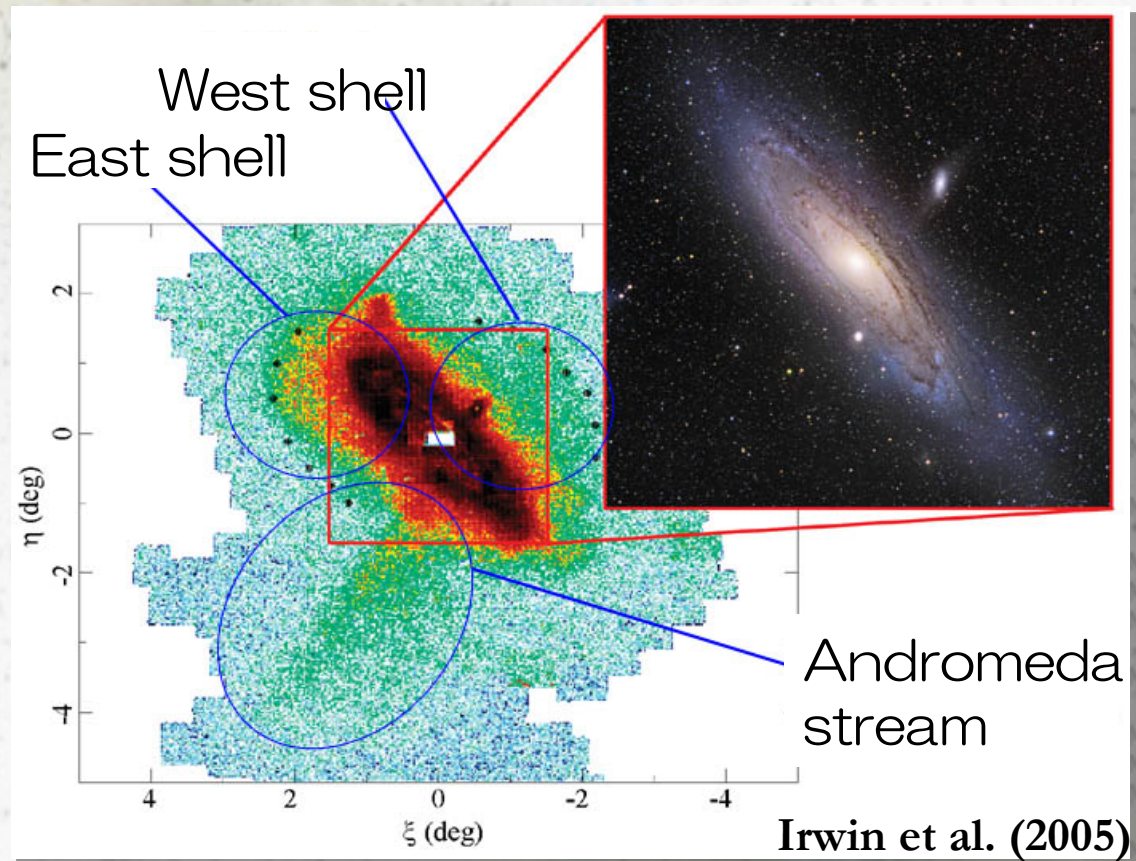 West shell
East shell
2
0
-2
-4
η (deg)
4
2
0
-2
-4
ξ (deg)
Andromeda
stream
Irwin et al. (2005)